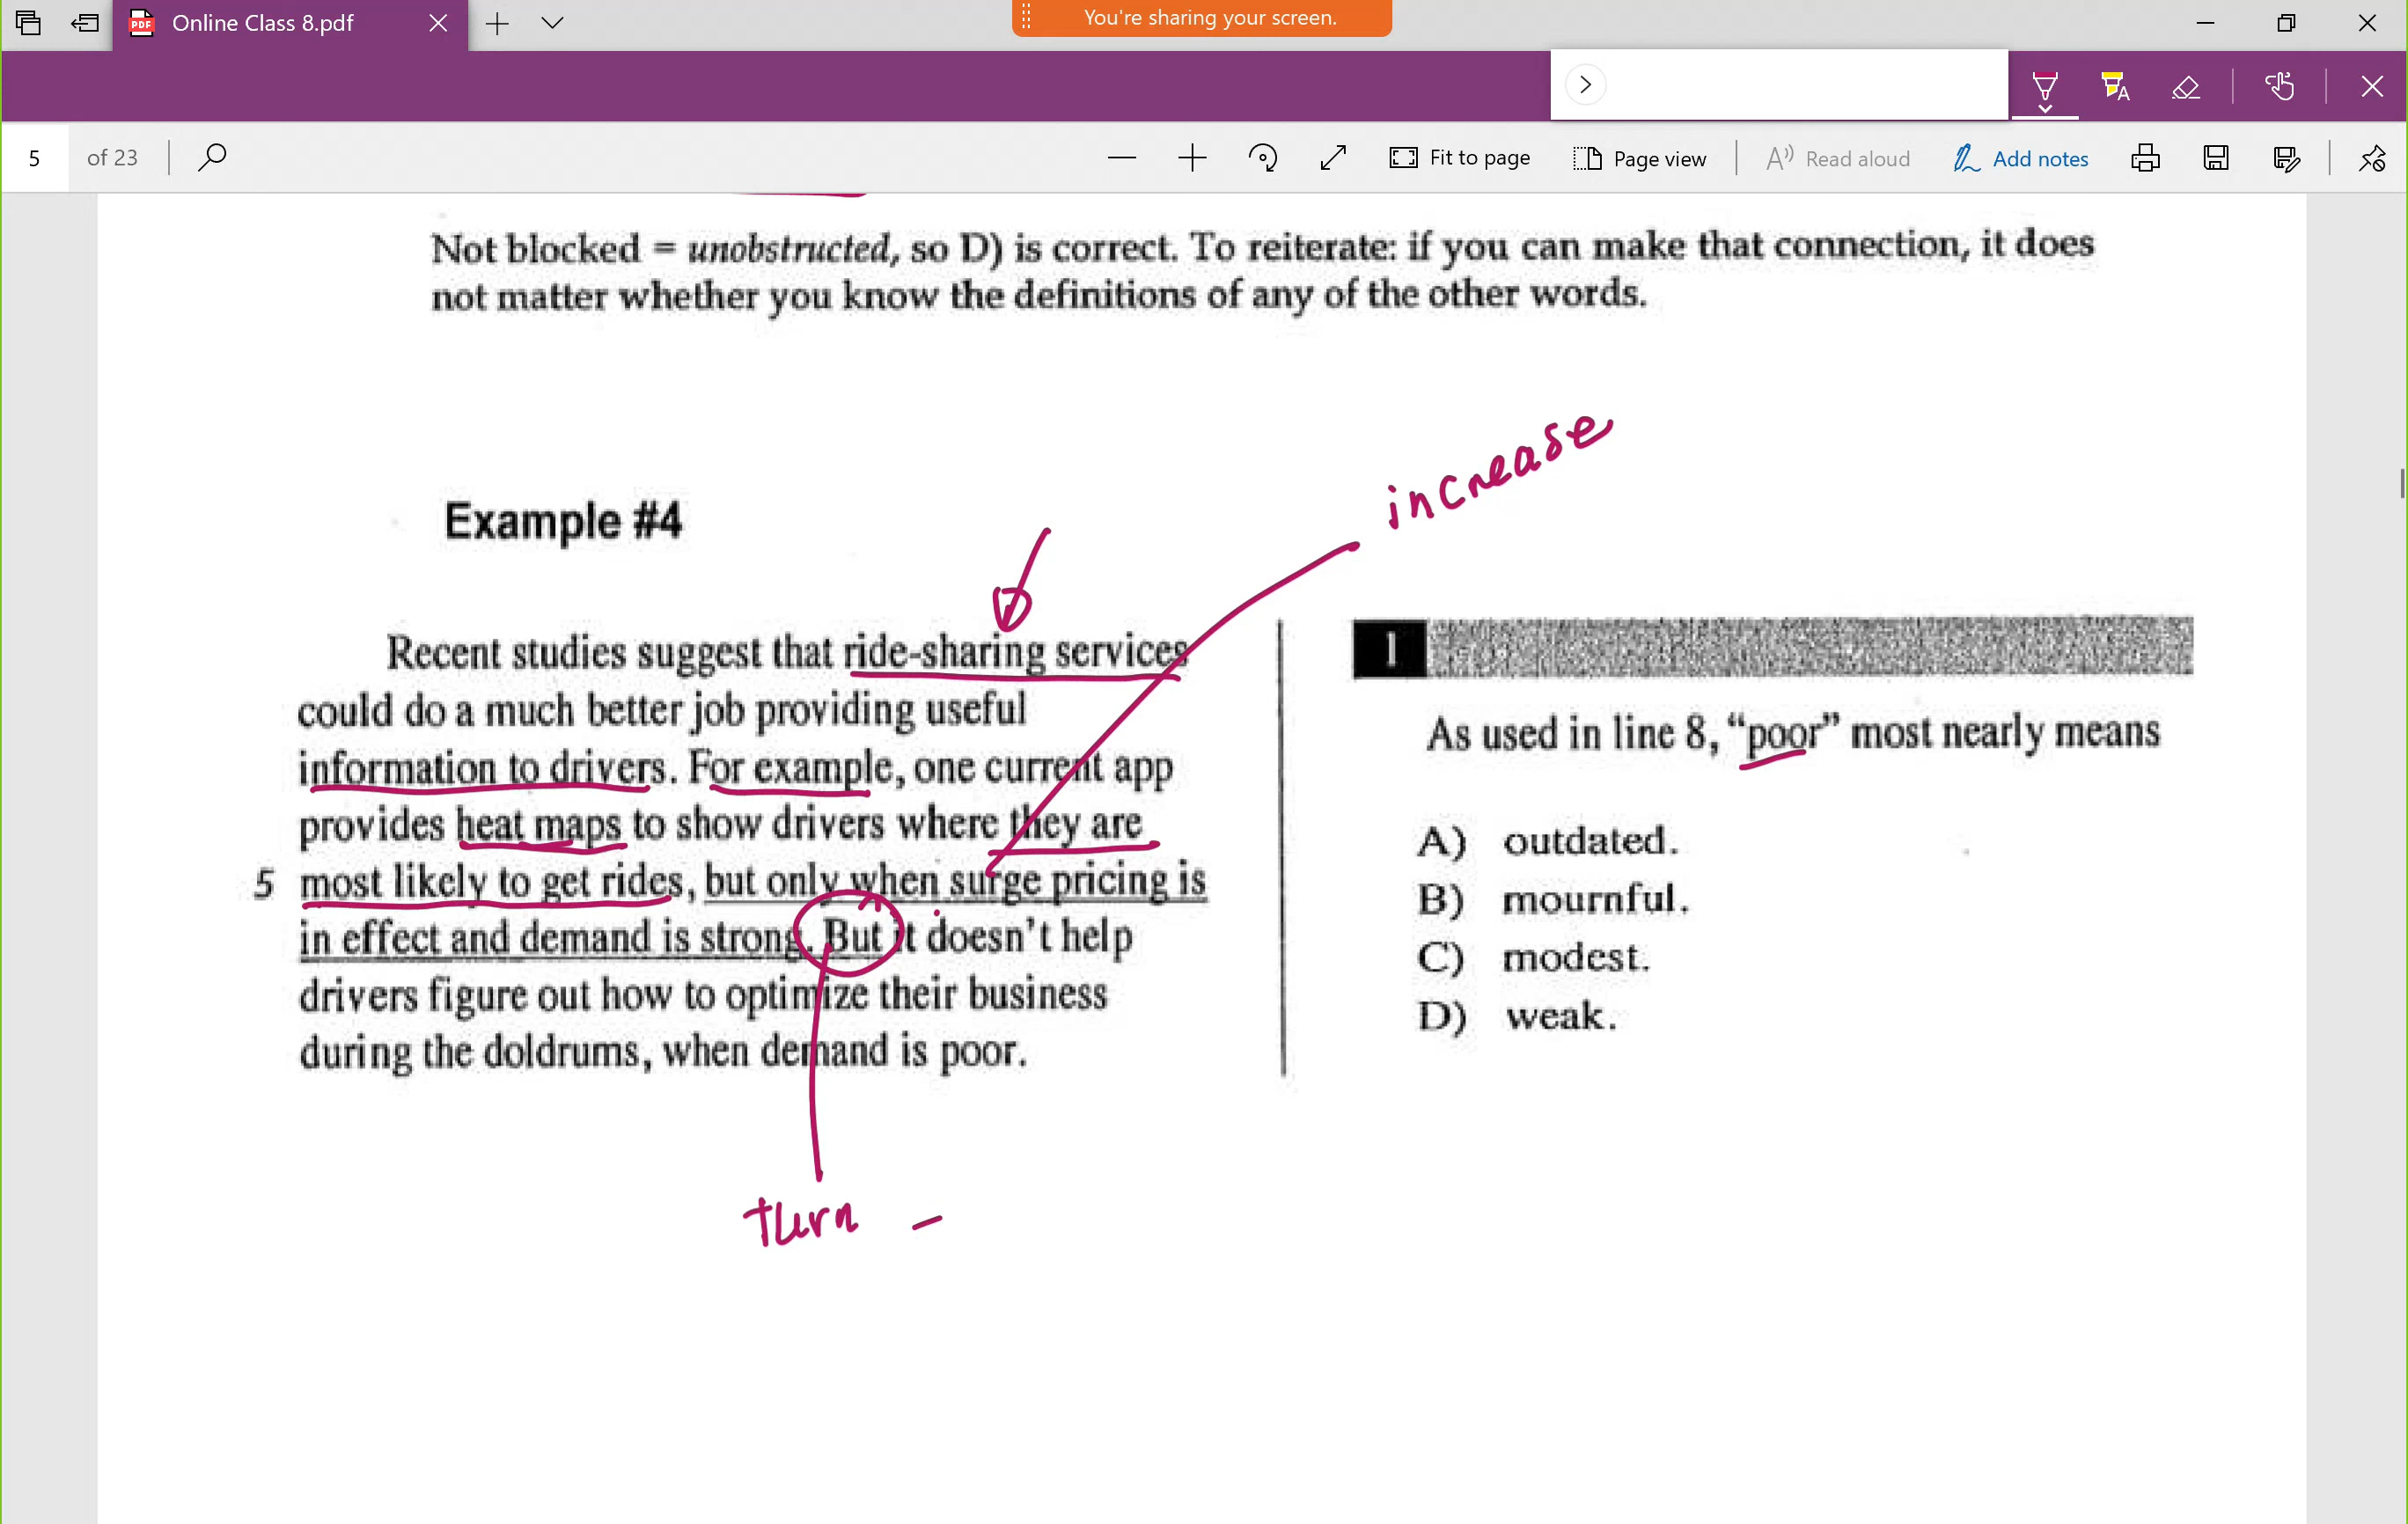 Online Class 8.pdf
You're sharing your screen.
5 of 23
Fit to page
Page view
Read aloud
Add notes
Not blocked = unobstructed, so D) is correct. To reiterate: if you can make that connection, it does
not matter whether you know the definitions of any of the other words.
increase
Example #4
Recent studies suggest that ride-sharing services
could do a much better job providing useful
information to drivers. For example, one current app
provides heat maps to show drivers where they are
5 most likely to get rides, but only when surge pricing is
in effect and demand is strong. But it doesn't help
drivers figure out how to optimize their business
during the doldrums, when demand is poor.
turn -
1
As used in line 8, “poor” most nearly means
A) outdated.
B) mournful.
C) modest.
D) weak.